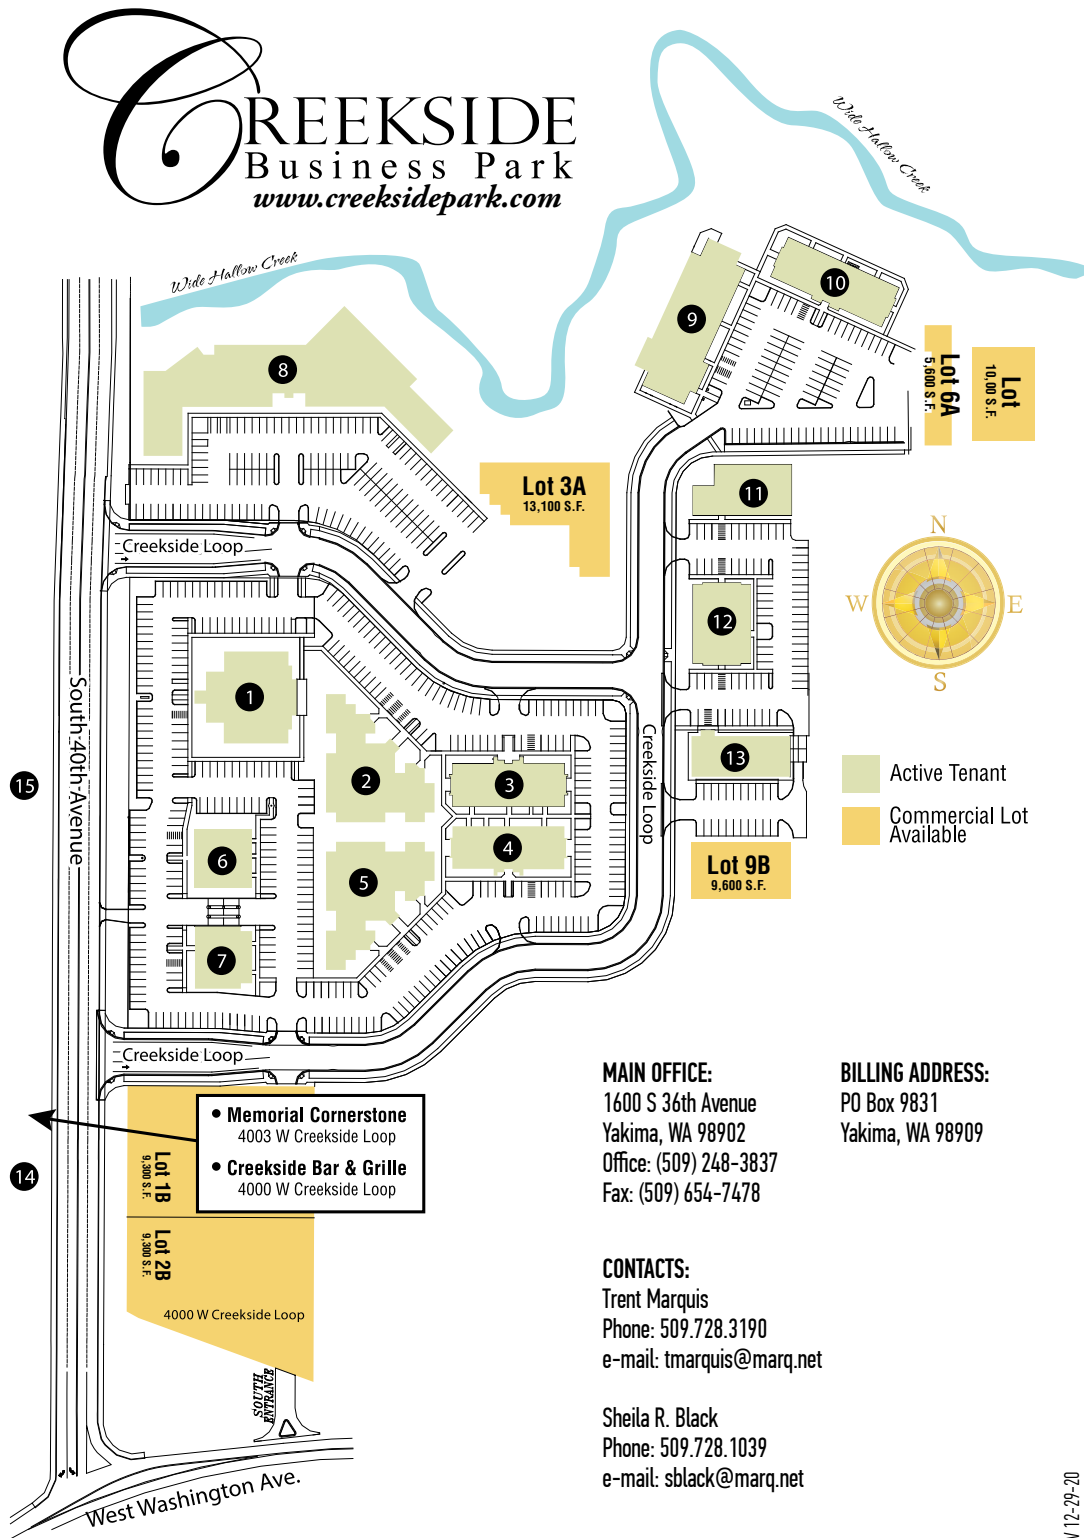 CREEKSIDE
Business Park
www.creeksidepark.com
Wide Hallow Creek
Wide Hallow Creek
10
9
8
Lot 6A
5,600 S.F.
Lot
10,00 S.F.
Lot 3A
13,100 S.F.
11
N
W
E
S
Creekside Loop
12
1
South 40th Avenue
Creekside Loop
13
15
2
3
Active Tenant
Commercial Lot
Available
4
6
5
Lot 9B
9,600 S.F.
7
Creekside Loop
• Memorial Cornerstone
4003 W Creekside Loop
• Creekside Bar & Grille
4000 W Creekside Loop
14
Lot 1B
9,300 S.F.
Lot 2B
9,300 S.F.
4000 W Creekside Loop
SOUTH
ENTRANCE
West Washington Ave.
MAIN OFFICE:
1600 S 36th Avenue
Yakima, WA 98902
Office: (509) 248-3837
Fax: (509) 654-7478
BILLING ADDRESS:
PO Box 9831
Yakima, WA 98909
CONTACTS:
Trent Marquis
Phone: 509.728.3190
e-mail: tmarquis@marq.net
Sheila R. Black
Phone: 509.728.1039
e-mail: sblack@marq.net
12-29-20